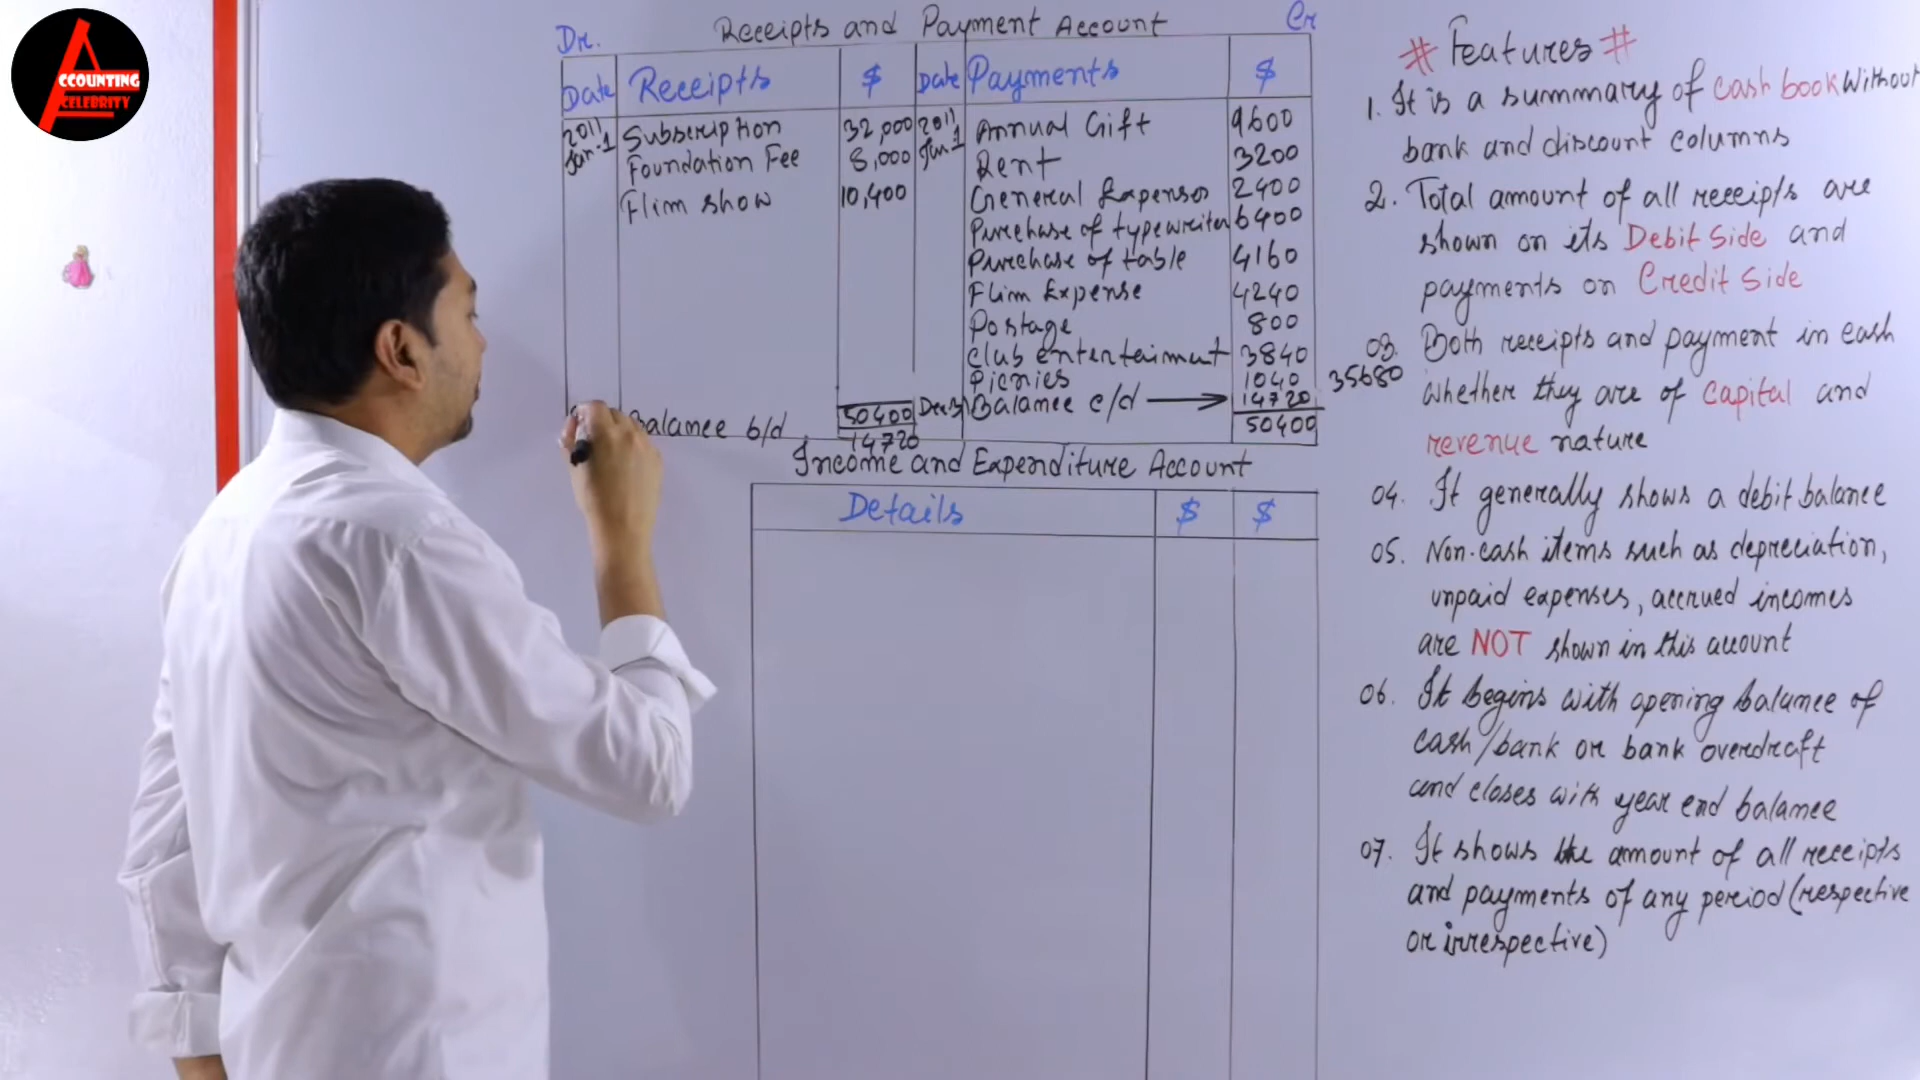 ACCOUNTING
CELEBRITY
Dr. Receipts and Payment Account Cr
Date Receipts $ Date Payments $
2011 Jan-1 Subscription 32,000 2011 Jan 1 Annual Gift 9600
Foundation Fee 8,000 Rent 3200
Flim show 10,400 General Expenses 2400
Purchase of typewriter 6400
Purchase of table 4160
Flim Expense 4240
Postage 800
Club entertaiment 3840
Picnics 1040 35680
50400 Dec 31 Balance c/d 14720
50400
Balance b/d 14720
Income and Expenditure Account
Details $ $
# Features #
1. It is a summary of cash book without
bank and discount columns
2. Total amount of all receipts are
shown on its Debit Side and
payments on Credit Side
03. Both receipts and payment in cash
whether they are of capital and
revenue nature
04. It generally shows a debit balance
05. Non-cash items such as depreciation,
unpaid expenses, accrued incomes
are NOT shown in this account
06. It begins with opening balance of
cash/bank or bank overdraft
and closes with year end balance
07. It shows the amount of all receipts
and payments of any period (respective
or irrespective)